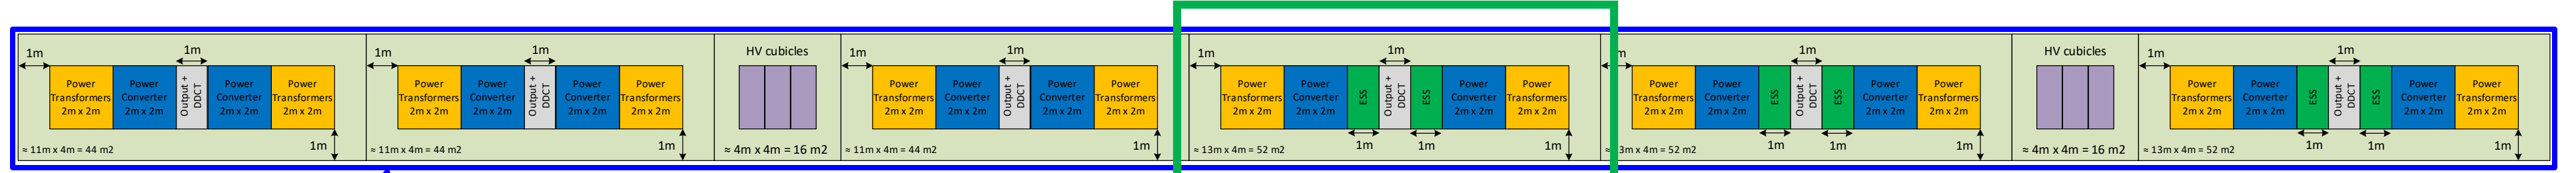 1m
1m
Power
Transformers
2m x 2m
Power
Converter
2m x 2m
Output +
DDCT
Power
Converter
2m x 2m
Power
Transformers
2m x 2m
1m
≈ 11m x 4m = 44 m2
1m
1m
Power
Transformers
2m x 2m
Power
Converter
2m x 2m
Output +
DDCT
Power
Converter
2m x 2m
Power
Transformers
2m x 2m
1m
≈ 11m x 4m = 44 m2
HV cubicles
≈ 4m x 4m = 16 m2
1m
1m
Power
Transformers
2m x 2m
Power
Converter
2m x 2m
Output +
DDCT
Power
Converter
2m x 2m
Power
Transformers
2m x 2m
1m
≈ 11m x 4m = 44 m2
1m
1m
Power
Transformers
2m x 2m
Power
Converter
2m x 2m
ESS
Output +
DDCT
ESS
Power
Converter
2m x 2m
Power
Transformers
2m x 2m
1m
1m
1m
≈ 13m x 4m = 52 m2
m
1m
Power
Transformers
2m x 2m
Power
Converter
2m x 2m
ESS
Output +
DDCT
ESS
Power
Converter
2m x 2m
Power
Transformers
2m x 2m
1m
1m
1m
3m x 4m = 52 m2
HV cubicles
≈ 4m x 4m = 16 m2
1m
1m
Power
Transformers
2m x 2m
Power
Converter
2m x 2m
ESS
Output +
DDCT
ESS
Power
Converter
2m x 2m
Power
Transformers
2m x 2m
1m
1m
1m
≈ 13m x 4m = 52 m2